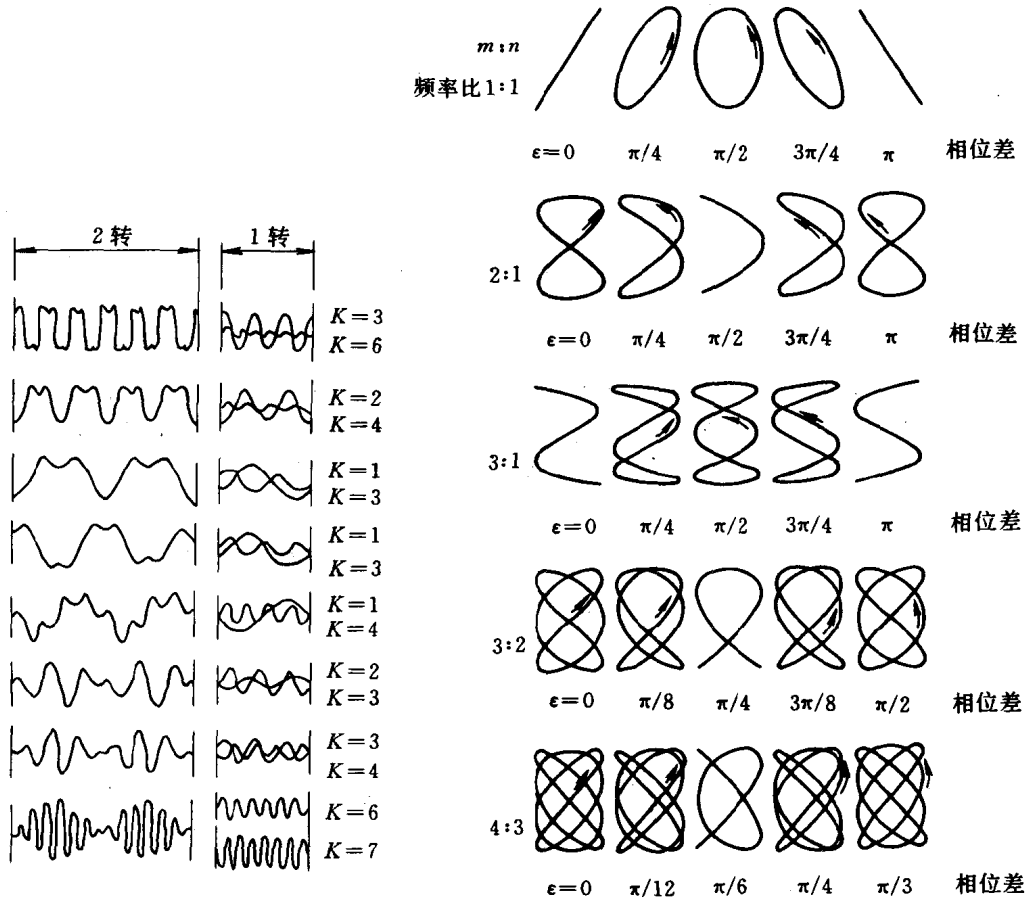 2转 1转
K=3
K=6
K=2
K=4
K=1
K=3
K=1
K=3
K=1
K=4
K=2
K=3
K=3
K=4
K=6
K=7
m:n
频率比1:1
ε=0 π/4 π/2 3π/4 π 相位差
2:1
ε=0 π/4 π/2 3π/4 π 相位差
3:1
ε=0 π/4 π/2 3π/4 π 相位差
3:2
ε=0 π/8 π/4 3π/8 π/2 相位差
4:3
ε=0 π/12 π/6 π/4 π/3 相位差